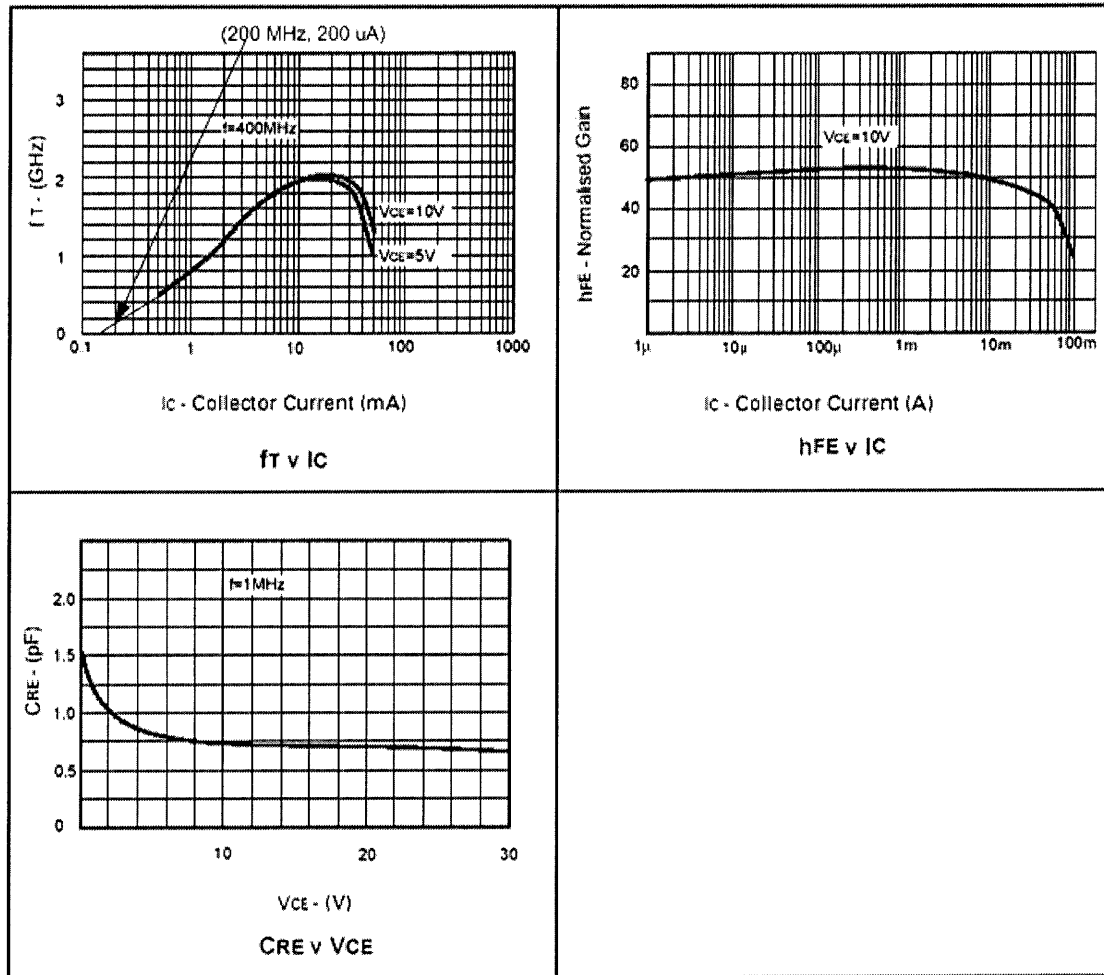 (200 MHz, 200 uA)
3
2
1
0
fT - (GHz)
f=400MHz
VCE=10V
VCE=5V
0.1 1 10 100 1000
Ic - Collector Current (mA)
fT v IC
80
60
40
20
hFE - Normalised Gain
VCE=10V
1µ 10µ 100µ 1m 10m 100m
Ic - Collector Current (A)
hFE v IC
2.0
1.5
1.0
0.5
0
CRE - (pF)
f=1MHz
10 20 30
VCE - (V)
CRE v VCE